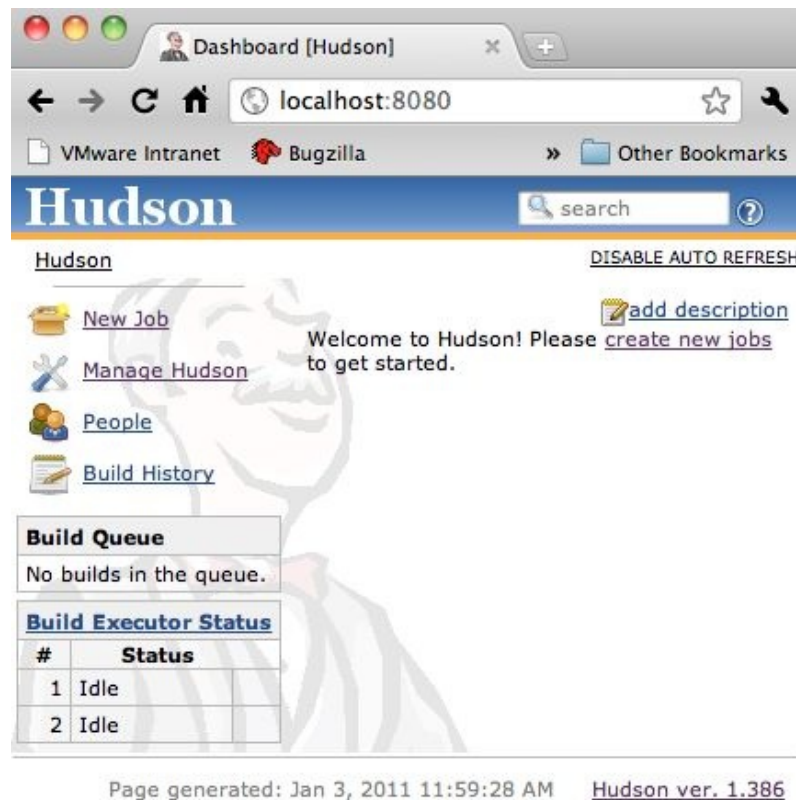 Dashboard [Hudson]
localhost:8080
VMware Intranet Bugzilla » Other Bookmarks
Hudson search ?
Hudson DISABLE AUTO REFRESH
New Job
Manage Hudson
People
Build History
add description
Welcome to Hudson! Please create new jobs
to get started.
Build Queue
No builds in the queue.
Build Executor Status
# Status
1 Idle
2 Idle
Page generated: Jan 3, 2011 11:59:28 AM Hudson ver. 1.386